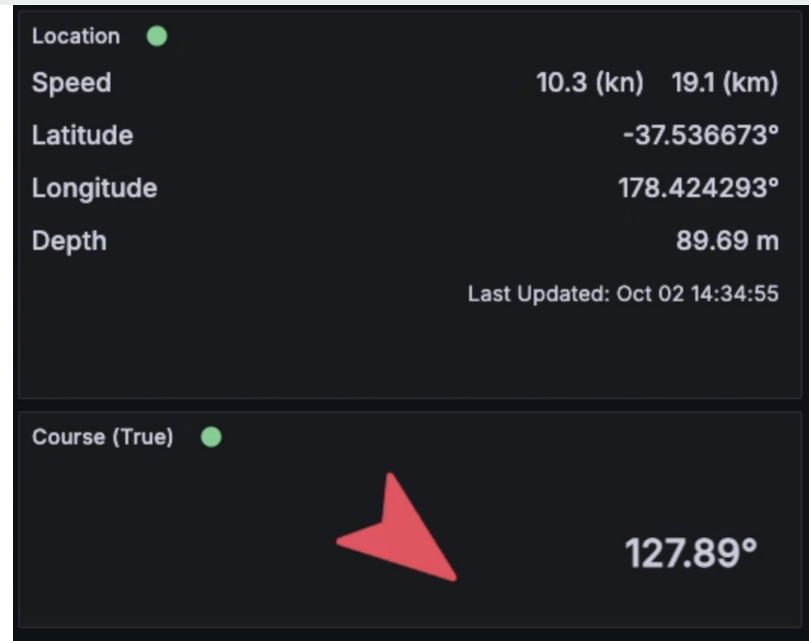 Location
Speed 10.3 (kn) 19.1 (km)
Latitude -37.536673°
Longitude 178.424293°
Depth 89.69 m
Last Updated: Oct 02 14:34:55
Course (True)
127.89°